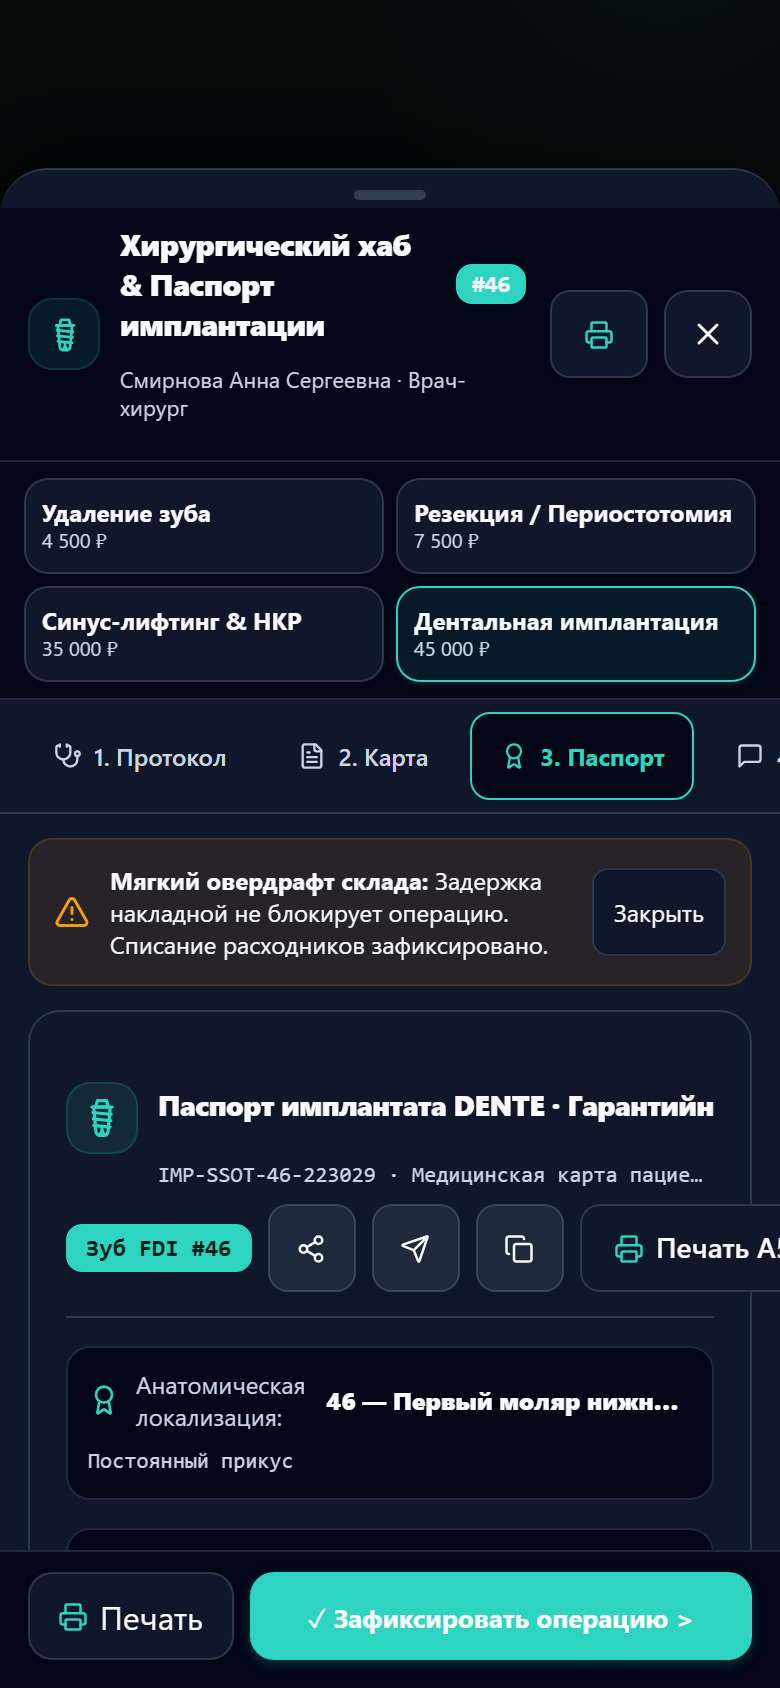 Хирургический хаб
& Паспорт
имплантации
#46
Смирнова Анна Сергеевна · Врач-
хирург
Удаление зуба
4 500 ₽
Резекция / Периостотомия
7 500 ₽
Синус-лифтинг & НКР
35 000 ₽
Дентальная имплантация
45 000 ₽
1. Протокол
2. Карта
3. Паспорт
Мягкий овердрафт склада: Задержка
накладной не блокирует операцию.
Списание расходников зафиксировано.
Закрыть
Паспорт имплантата DENTE · Гарантийн
IMP-SSOT-46-223029 · Медицинская карта пацие…
Зуб FDI #46
Печать A5
Анатомическая
локализация:
46 — Первый моляр нижн...
Постоянный прикус
Печать
✓ Зафиксировать операцию >